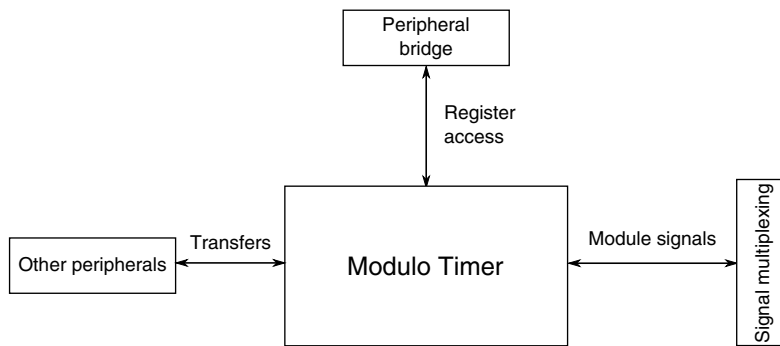 Peripheral
bridge
Register
access
Transfers
Module signals
Other peripherals
Modulo Timer
Signal multiplexing